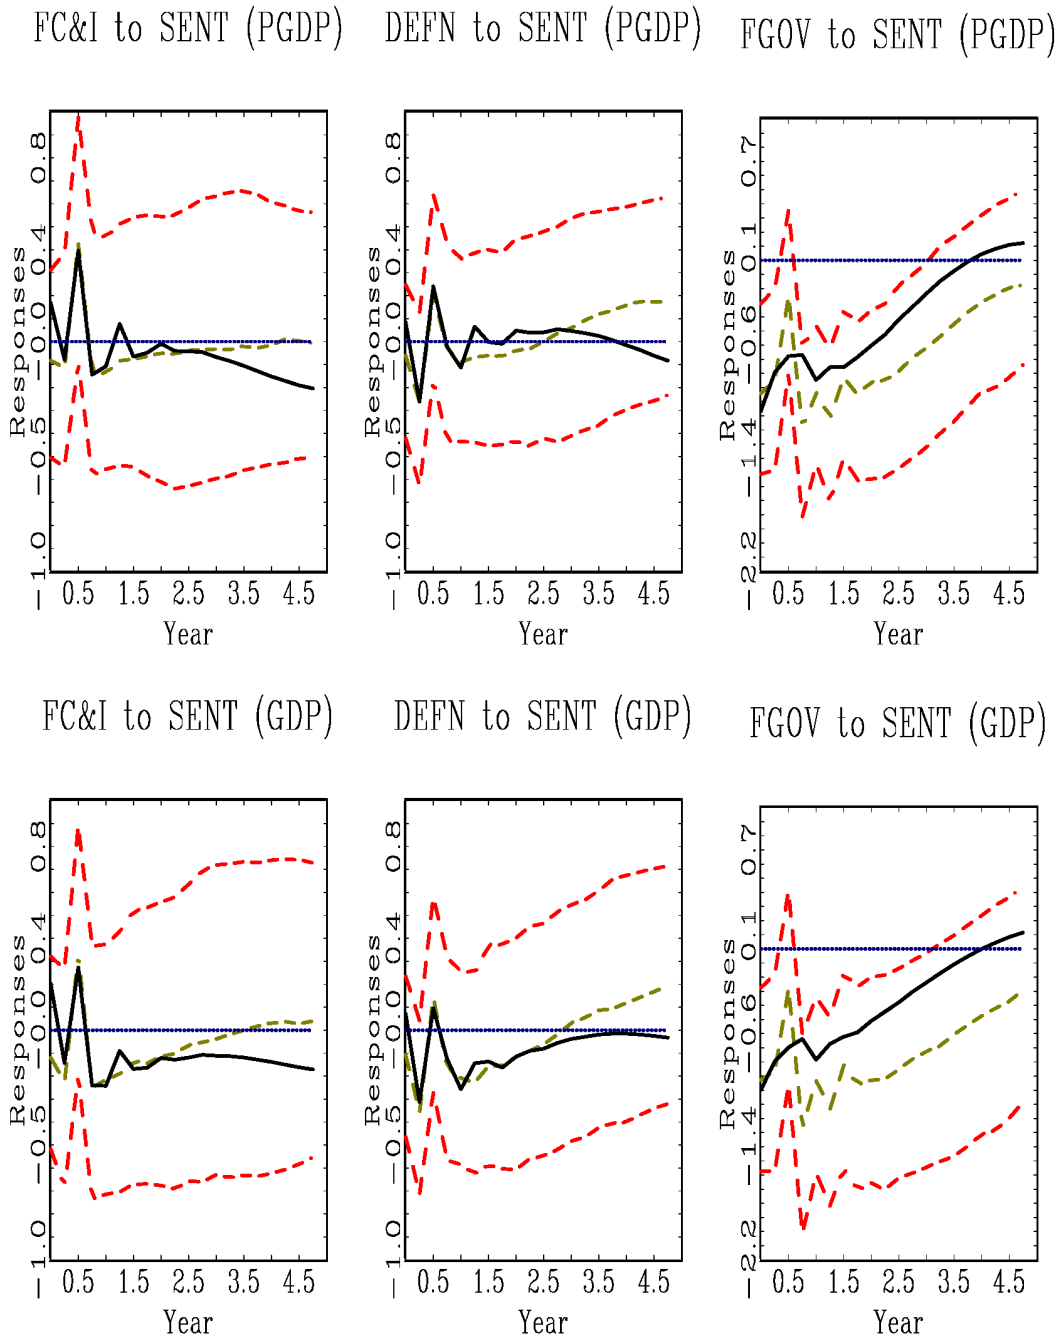 FC&I to SENT (PGDP)
Responses
−1.0 −0.5 −0.0 0.4 0.8
0.5 1.5 2.5 3.5 4.5
Year
DEFN to SENT (PGDP)
Responses
−1.0 −0.5 −0.0 0.4 0.8
0.5 1.5 2.5 3.5 4.5
Year
FGOV to SENT (PGDP)
Responses
−2.2 −1.4 −0.6 0.1 0.7
0.5 1.5 2.5 3.5 4.5
Year
FC&I to SENT (GDP)
Responses
−1.0 −0.5 −0.0 0.4 0.8
0.5 1.5 2.5 3.5 4.5
Year
DEFN to SENT (GDP)
Responses
−1.0 −0.5 −0.0 0.4 0.8
0.5 1.5 2.5 3.5 4.5
Year
FGOV to SENT (GDP)
Responses
−2.2 −1.4 −0.6 0.1 0.7
0.5 1.5 2.5 3.5 4.5
Year